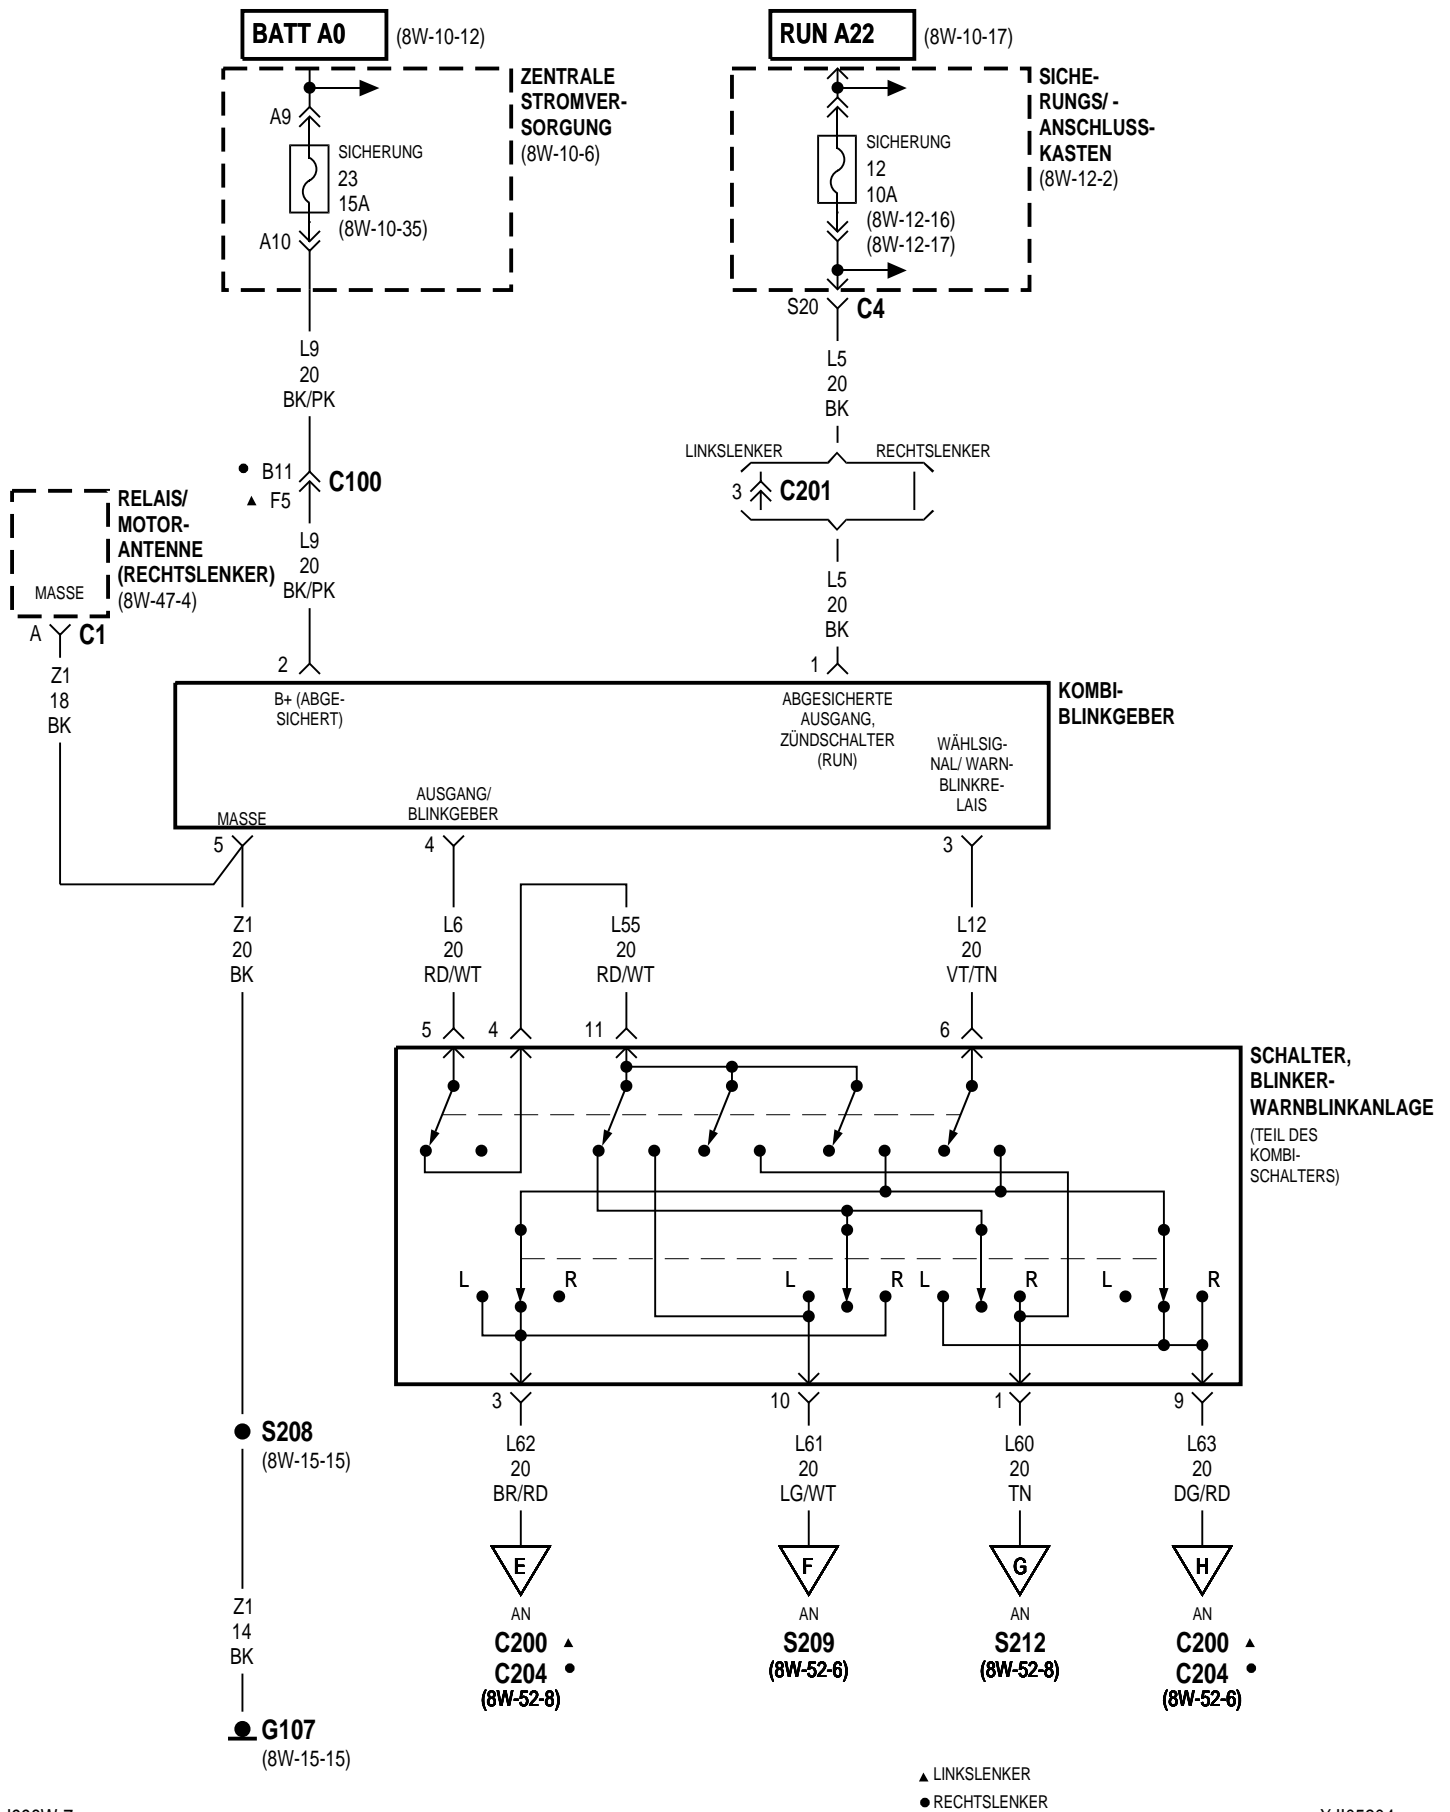 BATT A0
(8W-10-12)
RUN A22
(8W-10-17)
ZENTRALE
STROMVER-
SORGUNG
(8W-10-6)
A9
SICHERUNG
23
15A
(8W-10-35)
A10
SICHE-
RUNGS/ -
ANSCHLUSS-
KASTEN
(8W-12-2)
SICHERUNG
12
10A
(8W-12-16)
(8W-12-17)
S20
C4
L9
20
BK/PK
L5
20
BK
LINKSLENKER
RECHTSLENKER
3
C201
B11
F5
C100
L9
20
BK/PK
L5
20
BK
RELAIS/
MOTOR-
ANTENNE
(RECHTSLENKER)
(8W-47-4)
MASSE
A
C1
Z1
18
BK
2
1
B+ (ABGE-
SICHERT)
ABGESICHERTE
AUSGANG,
ZÜNDSCHALTER
(RUN)
KOMBI-
BLINKGEBER
WÄHLSIG-
NAL/ WARN-
BLINKRE-
LAIS
AUSGANG/
BLINKGEBER
MASSE
5
4
3
Z1
20
BK
L6
20
RD/WT
L55
20
RD/WT
L12
20
VT/TN
5
4
11
6
SCHALTER,
BLINKER-
WARNBLINKANLAGE
(TEIL DES
KOMBI-
SCHALTERS)
L
R
L
R
L
R
L
R
3
10
1
9
S208
(8W-15-15)
L62
20
BR/RD
L61
20
LG/WT
L60
20
TN
L63
20
DG/RD
E
F
G
H
AN
C200
C204
(8W-52-8)
AN
S209
(8W-52-6)
AN
S212
(8W-52-8)
AN
C200
C204
(8W-52-6)
Z1
14
BK
G107
(8W-15-15)
LINKSLENKER
RECHTSLENKER